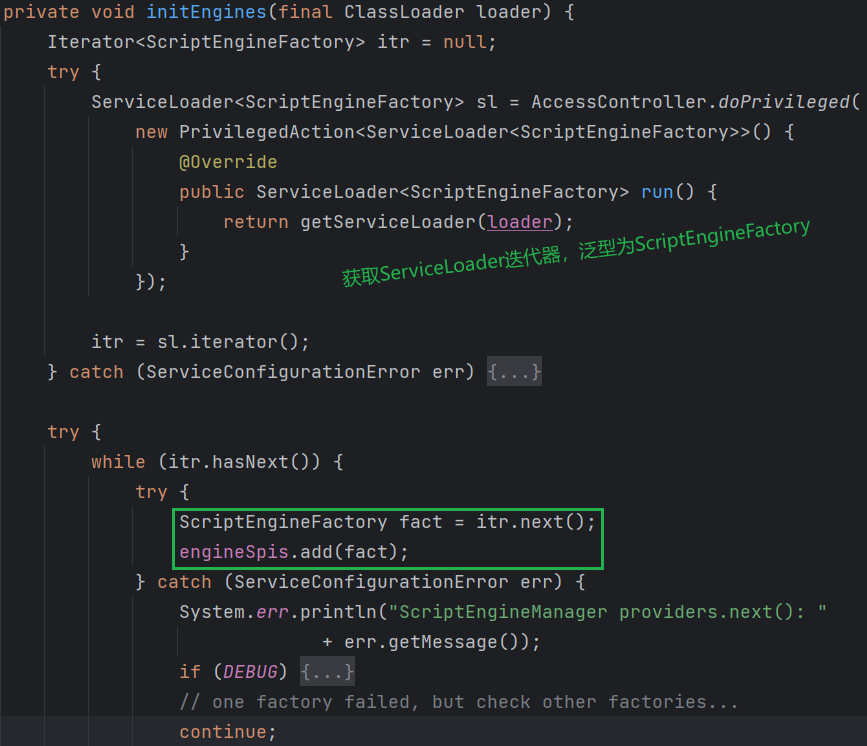 private void initEngines(final ClassLoader loader) {
    Iterator<ScriptEngineFactory> itr = null;
    try {
        ServiceLoader<ScriptEngineFactory> sl = AccessController.doPrivileged(
            new PrivilegedAction<ServiceLoader<ScriptEngineFactory>>() {
                @Override
                public ServiceLoader<ScriptEngineFactory> run() {
                    return getServiceLoader(loader);
                }
获取ServiceLoader迭代器，泛型为ScriptEngineFactory
            });
        itr = sl.iterator();
    } catch (ServiceConfigurationError err) {...}
    try {
        while (itr.hasNext()) {
            try {
                ScriptEngineFactory fact = itr.next();
                engineSpis.add(fact);
            } catch (ServiceConfigurationError err) {
                System.err.println("ScriptEngineManager providers.next(): "
                             + err.getMessage());
                if (DEBUG) {...}
                // one factory failed, but check other factories...
                continue;